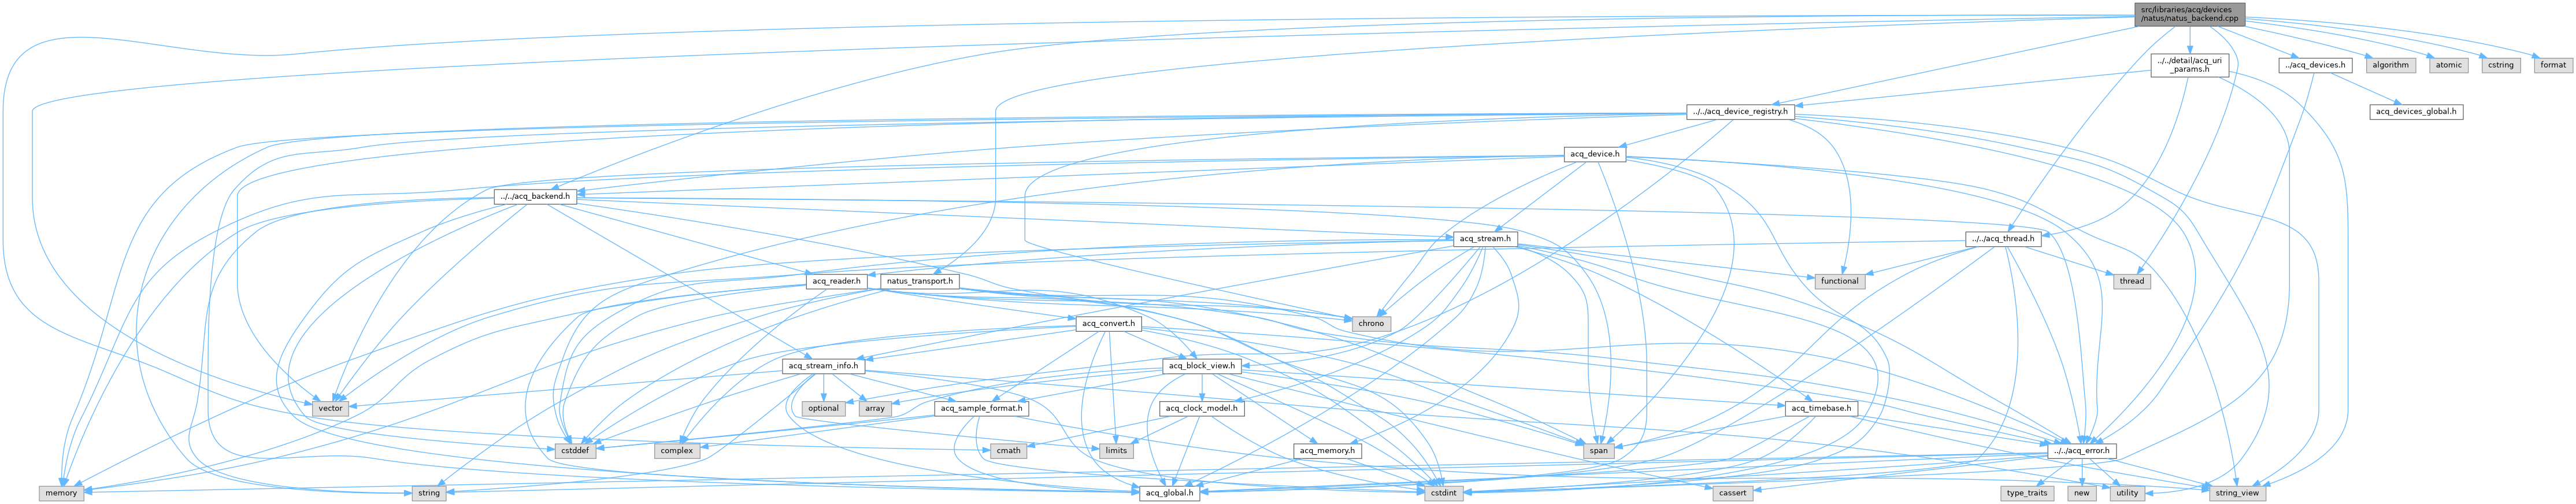 src/libraries/acq/devices
/natus/natus_backend.cpp
../../detail/acq_uri
_params.h
../acq_devices.h
algorithm
atomic
cstring
format
../../acq_device_registry.h
acq_devices_global.h
acq_device.h
../../acq_backend.h
acq_stream.h
../../acq_thread.h
acq_reader.h
natus_transport.h
functional
thread
acq_convert.h
chrono
acq_stream_info.h
acq_block_view.h
vector
optional
array
acq_sample_format.h
acq_clock_model.h
acq_timebase.h
cstddef
complex
cmath
limits
acq_memory.h
span
../../acq_error.h
memory
string
acq_global.h
cstdint
cassert
type_traits
new
utility
string_view